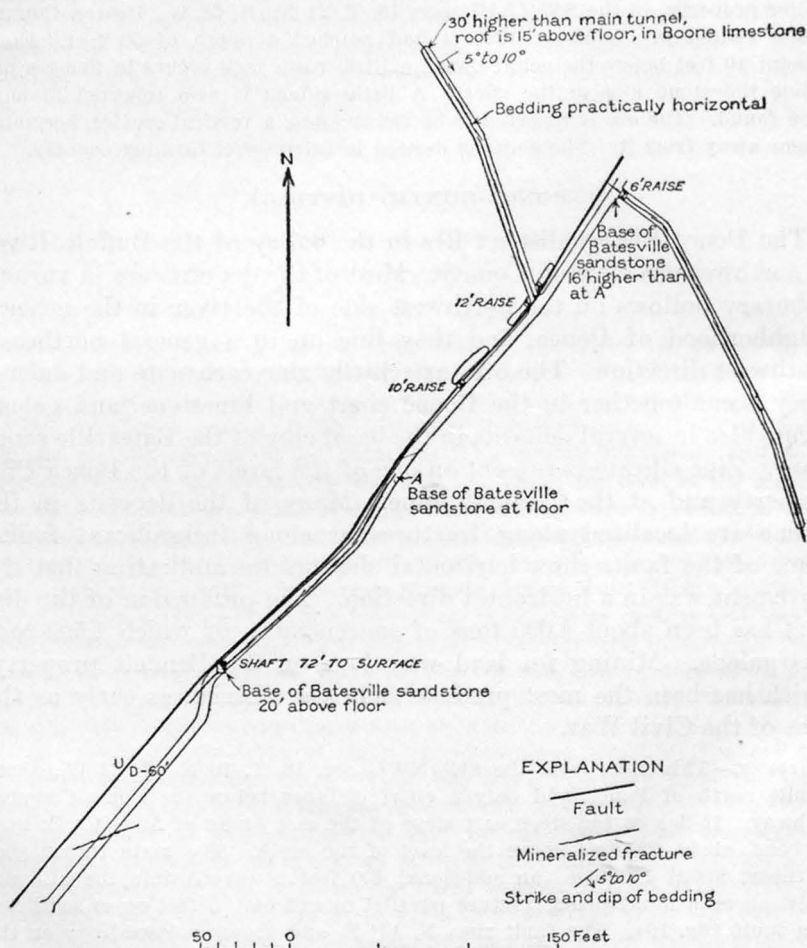 30' higher than main tunnel,
roof is 15' above floor, in Boone limestone
5° to 10°
Bedding practically horizontal
N
6' RAISE
Base of
Batesville
sandstone
16' higher than
at A
12' RAISE
10' RAISE
A
Base of Batesville
sandstone at floor
SHAFT 72' TO SURFACE
Base of Batesville sandstone
20' above floor
U
D-60'
EXPLANATION
Fault
Mineralized fracture
5° to 10°
Strike and dip of bedding
50 0 150 Feet